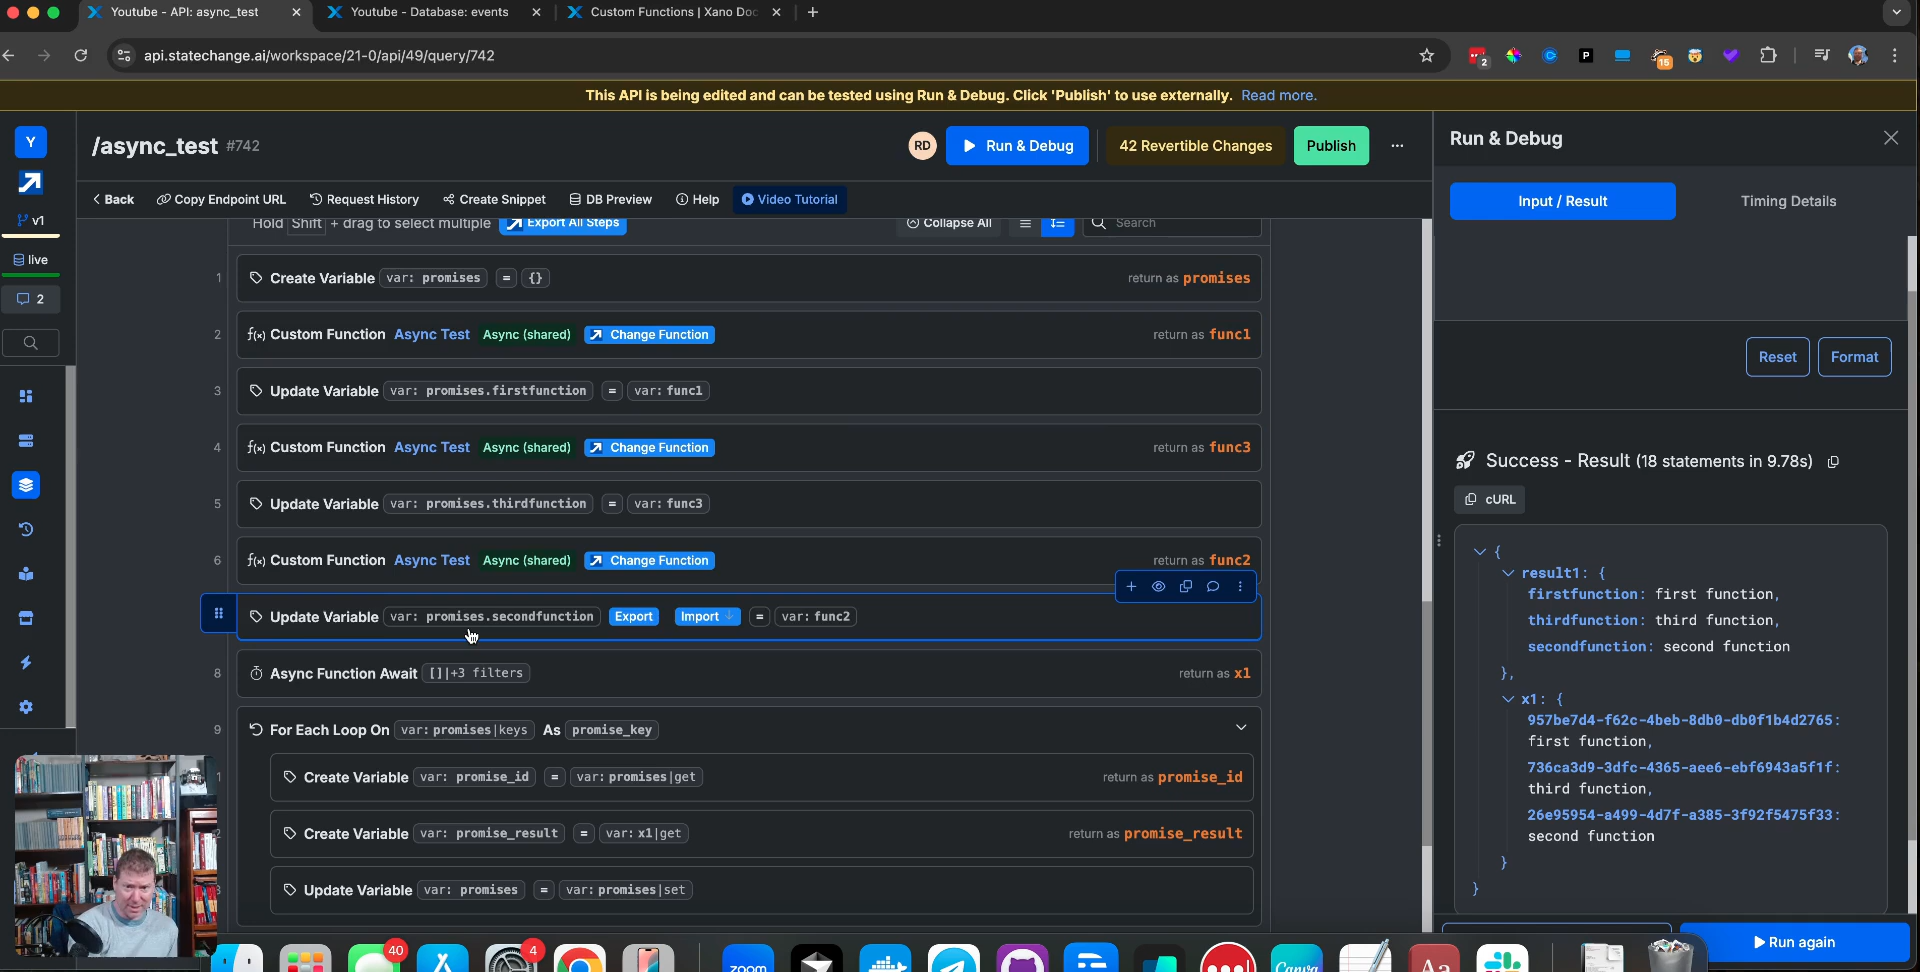 Youtube - API: async_test
Youtube - Database: events
Custom Functions | Xano Doc
api.statechange.ai/workspace/21-0/api/49/query/742
2
P
15
This API is being edited and can be tested using Run & Debug. Click 'Publish' to use externally. Read more.
Y
v1
live
2
/async_test #742
RD
Run & Debug
42 Revertible Changes
Publish
Back
Copy Endpoint URL
Request History
Create Snippet
DB Preview
Help
Video Tutorial
Hold Shift + drag to select multiple
Export All Steps
Collapse All
Search
1 Create Variable var: promises = {} return as promises
2 f(x) Custom Function Async Test Async (shared) Change Function return as func1
3 Update Variable var: promises.firstfunction = var: func1
4 f(x) Custom Function Async Test Async (shared) Change Function return as func3
5 Update Variable var: promises.thirdfunction = var: func3
6 f(x) Custom Function Async Test Async (shared) Change Function return as func2
Update Variable var: promises.secondfunction Export Import = var: func2
8 Async Function Await []|+3 filters return as x1
9 For Each Loop On var: promises|keys As promise_key
1 Create Variable var: promise_id = var: promises|get return as promise_id
2 Create Variable var: promise_result = var: x1|get return as promise_result
3 Update Variable var: promises = var: promises|set
Run & Debug
Input / Result
Timing Details
Reset
Format
Success - Result (18 statements in 9.78s)
cURL
{
result1: {
firstfunction: first function,
thirdfunction: third function,
secondfunction: second function
},
x1: {
957be7d4-f62c-4beb-8db0-db0f1b4d2765:
first function,
736ca3d9-3dfc-4365-aee6-ebf6943a5f1f:
third function,
26e95954-a499-4d7f-a385-3f92f5475f33:
second function
}
}
Run again
40
4
zoom
Canva
Aa